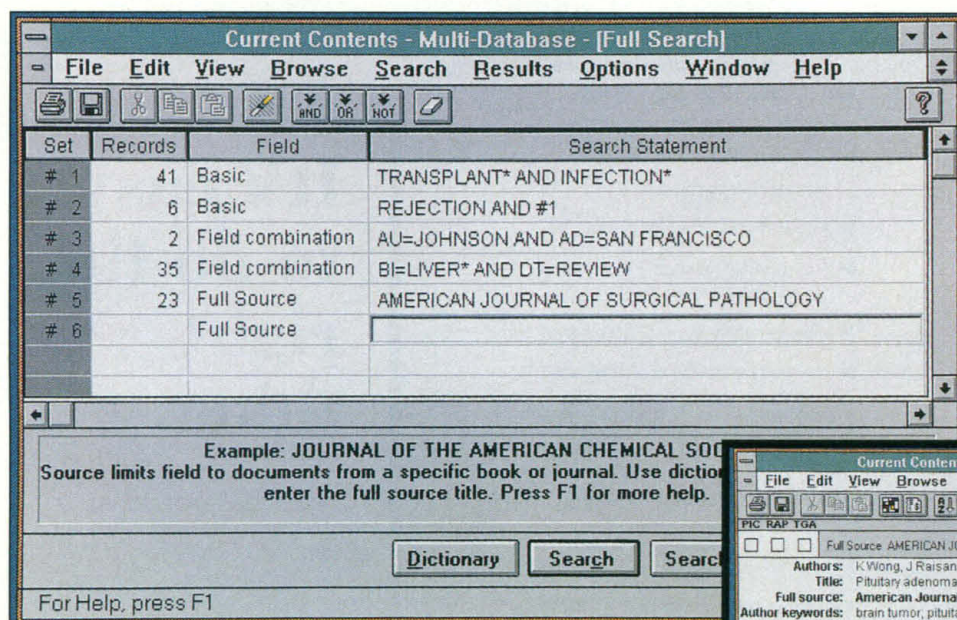 Current Contents - Multi-Database - [Full Search]
File Edit View Browse Search Results Options Window Help
AND OR NOT ?
Set Records Field Search Statement
# 1 41 Basic TRANSPLANT* AND INFECTION*
# 2 6 Basic REJECTION AND #1
# 3 2 Field combination AU=JOHNSON AND AD=SAN FRANCISCO
# 4 35 Field combination BI=LIVER* AND DT=REVIEW
# 5 23 Full Source AMERICAN JOURNAL OF SURGICAL PATHOLOGY
# 6 Full Source
Example: JOURNAL OF THE AMERICAN CHEMICAL SOC
Source limits field to documents from a specific book or journal. Use diction
enter the full source title. Press F1 for more help.
Dictionary Search Search
For Help, press F1
Current Conten
File Edit View Browse
PIC RAP TGA
Full Source AMERICAN JO
Authors: K Wong, J Raisan
Title: Pituitary adenoma
Full source: American Journa
Author keywords: brain tumor, pituita